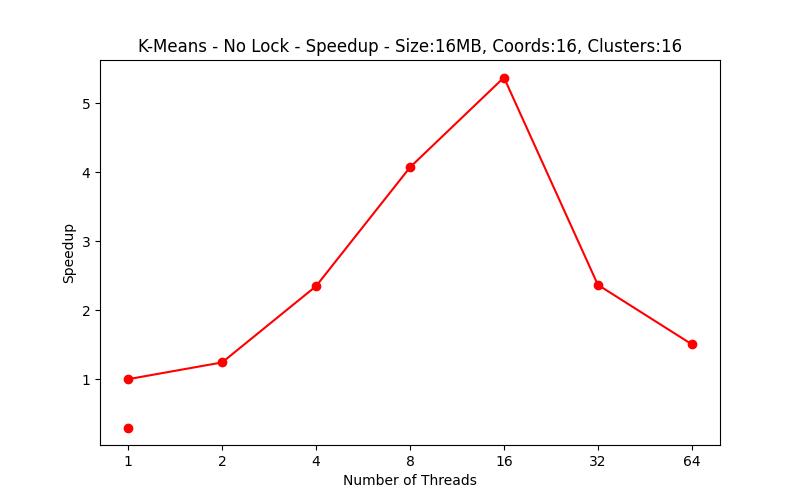 K-Means - No Lock - Speedup - Size:16MB, Coords:16, Clusters:16
5
4
3
2
1
Speedup
1 2 4 8 16 32 64
Number of Threads